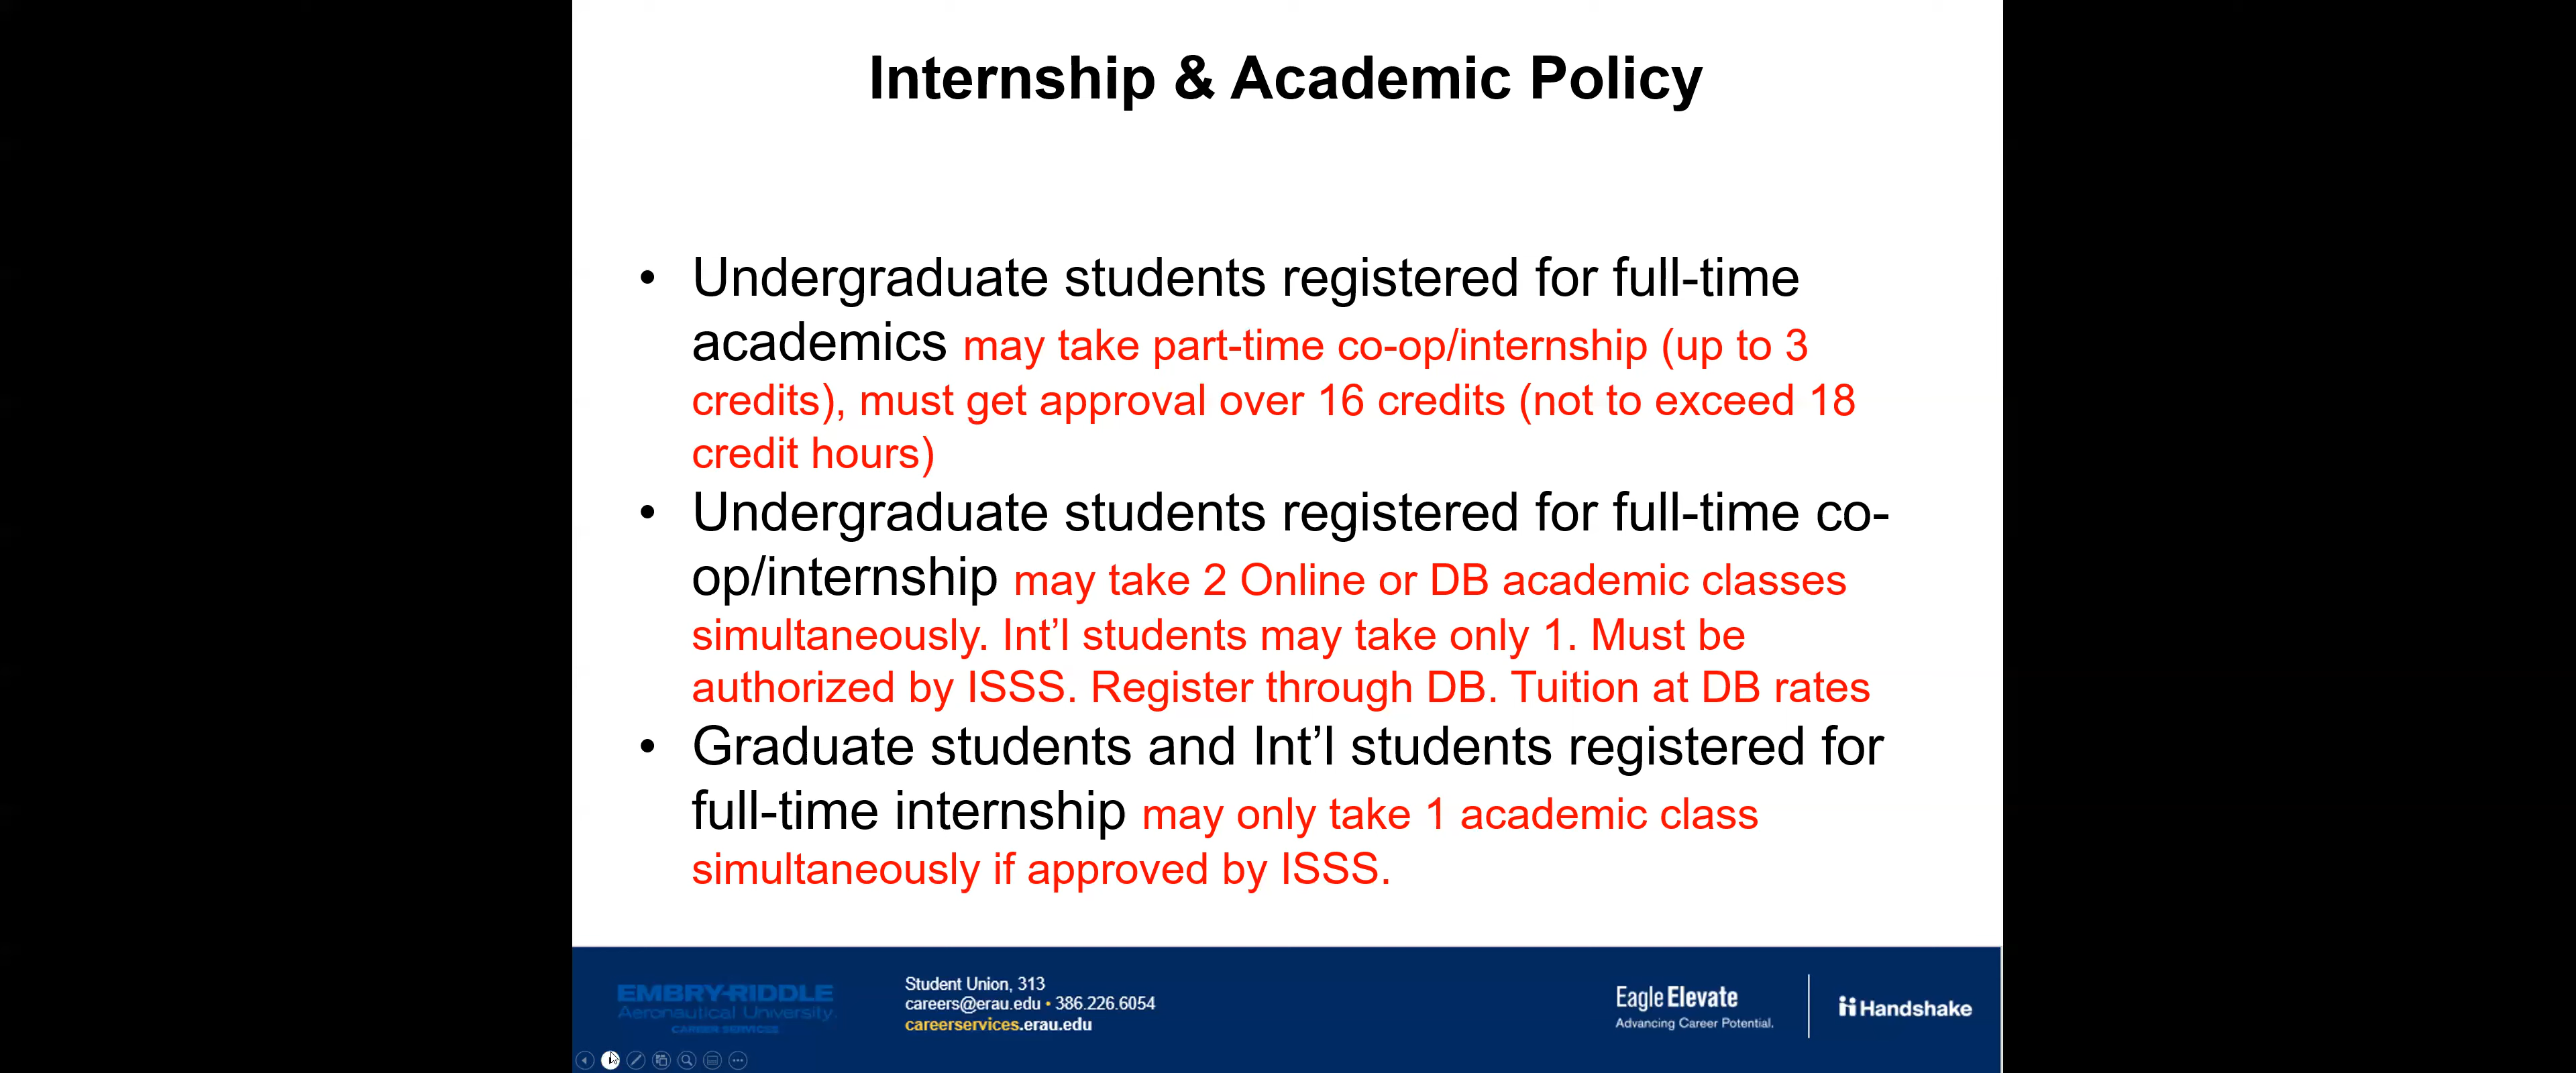 Internship & Academic Policy
• Undergraduate students registered for full-time
academics may take part-time co-op/internship (up to 3
credits), must get approval over 16 credits (not to exceed 18
credit hours)
• Undergraduate students registered for full-time co-
op/internship may take 2 Online or DB academic classes
simultaneously. Int’l students may take only 1. Must be
authorized by ISSS. Register through DB. Tuition at DB rates
• Graduate students and Int’l students registered for
full-time internship may only take 1 academic class
simultaneously if approved by ISSS.
EMBRY-RIDDLE
Aeronautical University.
CAREER SERVICES
Student Union, 313
careers@erau.edu • 386.226.6054
careerservices.erau.edu
Eagle Elevate
Advancing Career Potential.
Handshake